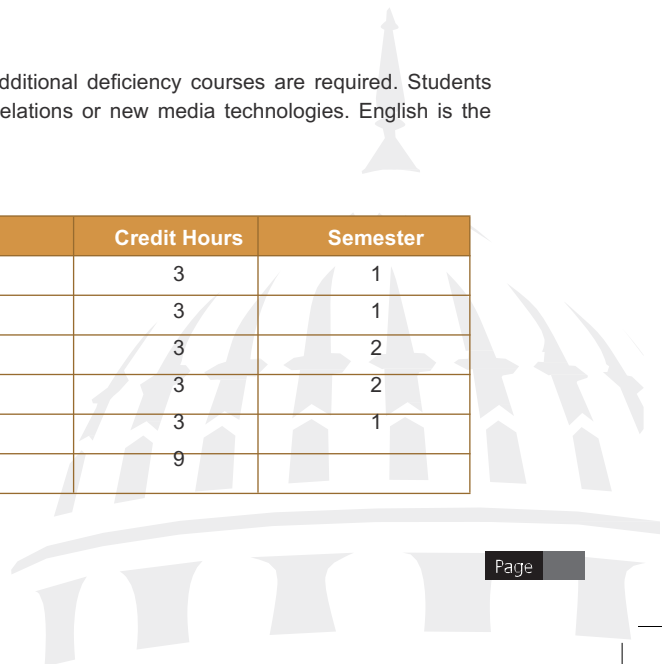 dditional deficiency courses are required. Students
elations or new media technologies. English is the
Credit Hours Semester
3 1
3 1
3 2
3 2
3 1
9
Page